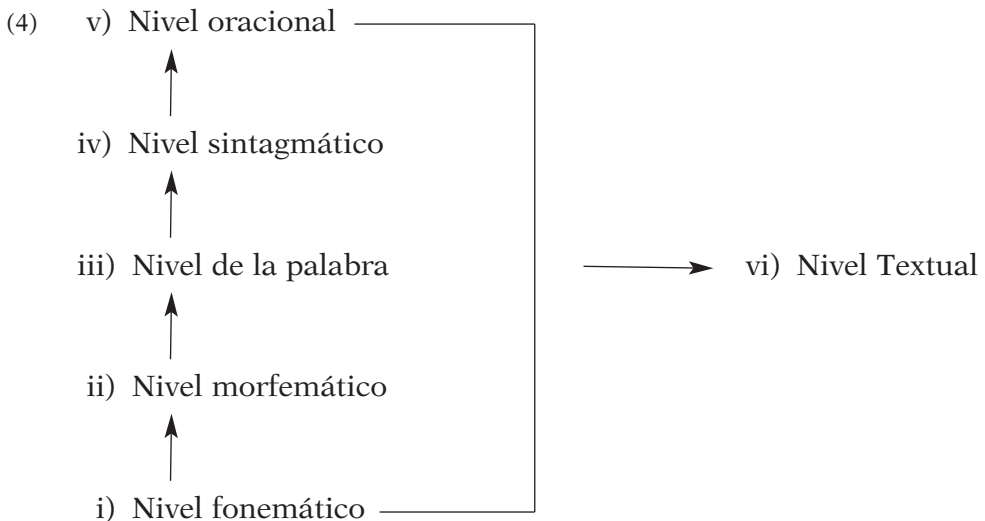 (4) v) Nivel oracional
iv) Nivel sintagmático
iii) Nivel de la palabra
vi) Nivel Textual
ii) Nivel morfemático
i) Nivel fonemático